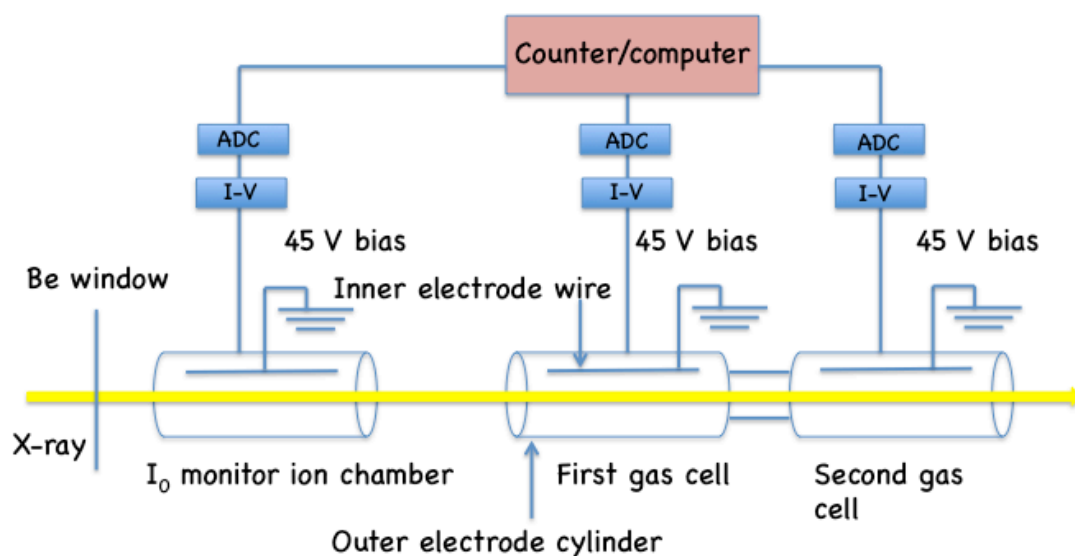 Counter/computer
ADC
ADC
ADC
I-V
I-V
I-V
45 V bias
45 V bias
45 V bias
Be window
Inner electrode wire
X-ray
I₀ monitor ion chamber
First gas cell
Second gas
cell
Outer electrode cylinder